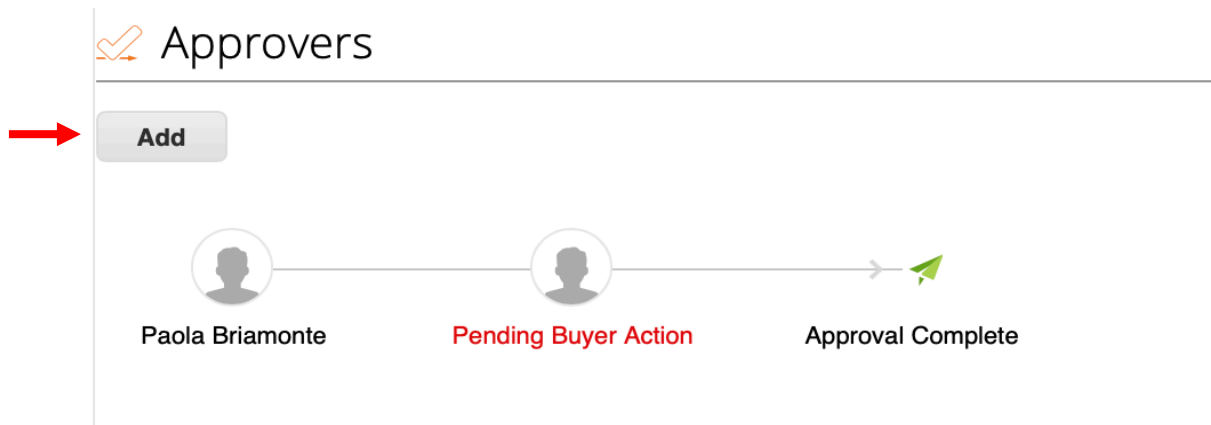 Approvers
Add
Paola Briamonte
Pending Buyer Action
Approval Complete